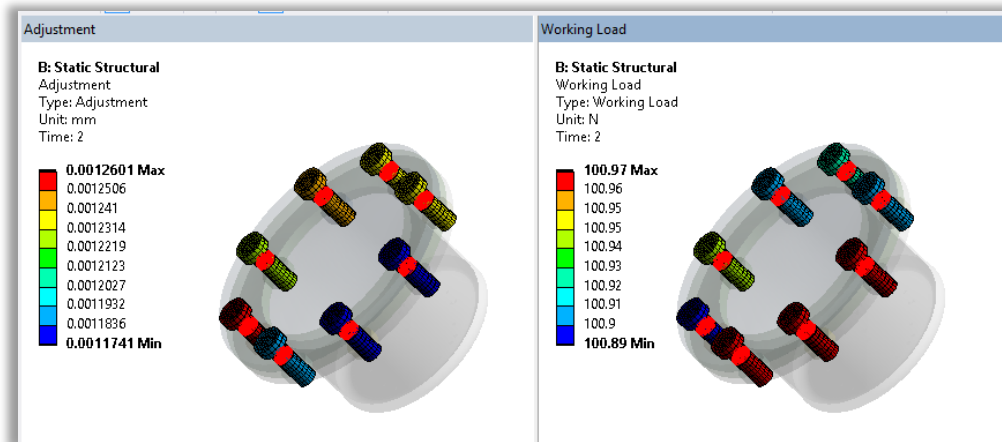 Adjustment
B: Static Structural
Adjustment
Type: Adjustment
Unit: mm
Time: 2
0.0012601 Max
0.0012506
0.001241
0.0012314
0.0012219
0.0012123
0.0012027
0.0011932
0.0011836
0.0011741 Min
Working Load
B: Static Structural
Working Load
Type: Working Load
Unit: N
Time: 2
100.97 Max
100.96
100.95
100.95
100.94
100.93
100.92
100.91
100.9
100.89 Min